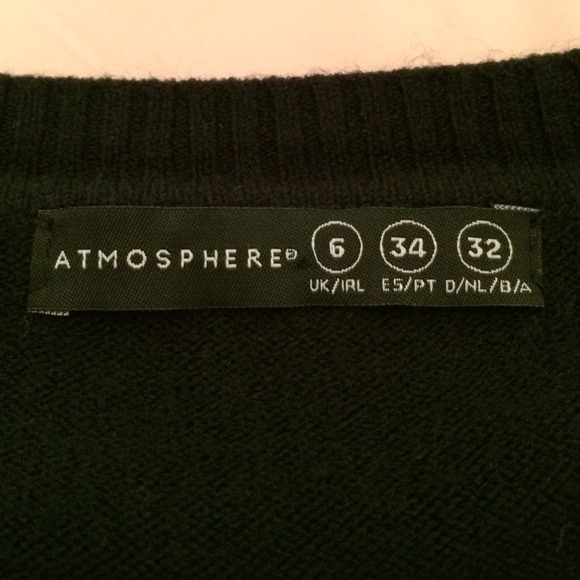 ATMOSPHERE® 6 34 32
UK/IRL ES/PT D/NL/B/A